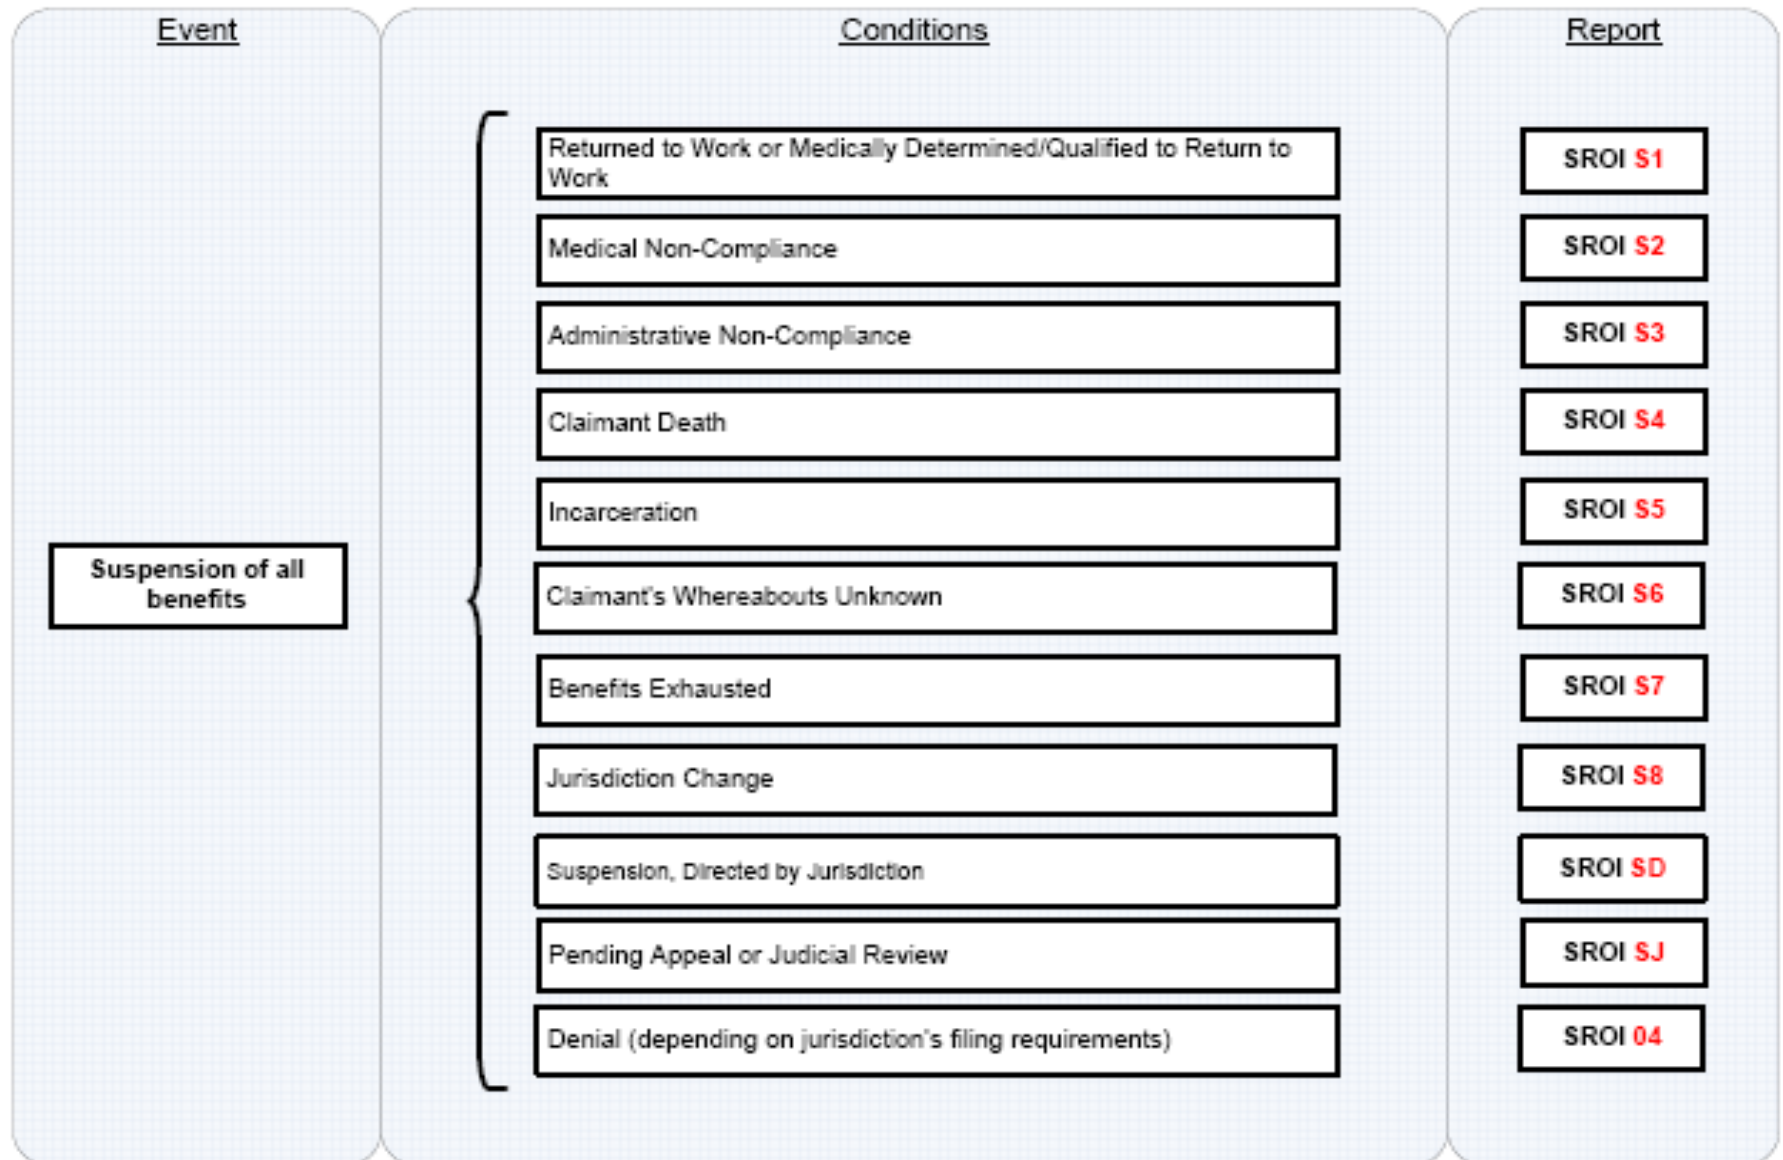 Event
Conditions
Report
Returned to Work or Medically Determined/Qualified to Return to
Work
SROI S1
Medical Non-Compliance
SROI S2
Administrative Non-Compliance
SROI S3
Claimant Death
SROI S4
Incarceration
SROI S5
Suspension of all
benefits
Claimant's Whereabouts Unknown
SROI S6
Benefits Exhausted
SROI S7
Jurisdiction Change
SROI S8
Suspension, Directed by Jurisdiction
SROI SD
Pending Appeal or Judicial Review
SROI SJ
Denial (depending on jurisdiction's filing requirements)
SROI 04